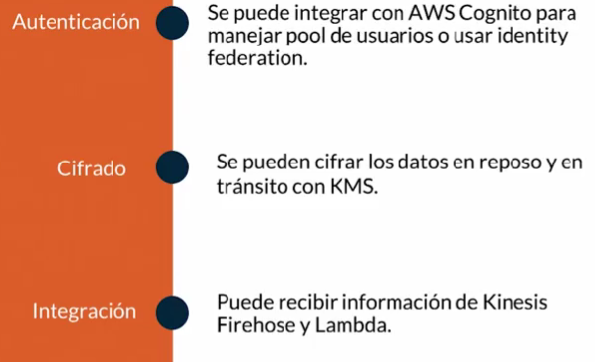 Autenticación
Se puede integrar con AWS Cognito para
manejar pool de usuarios o usar identity
federation.
Cifrado
Se pueden cifrar los datos en reposo y en
tránsito con KMS.
Integración
Puede recibir información de Kinesis
Firehose y Lambda.